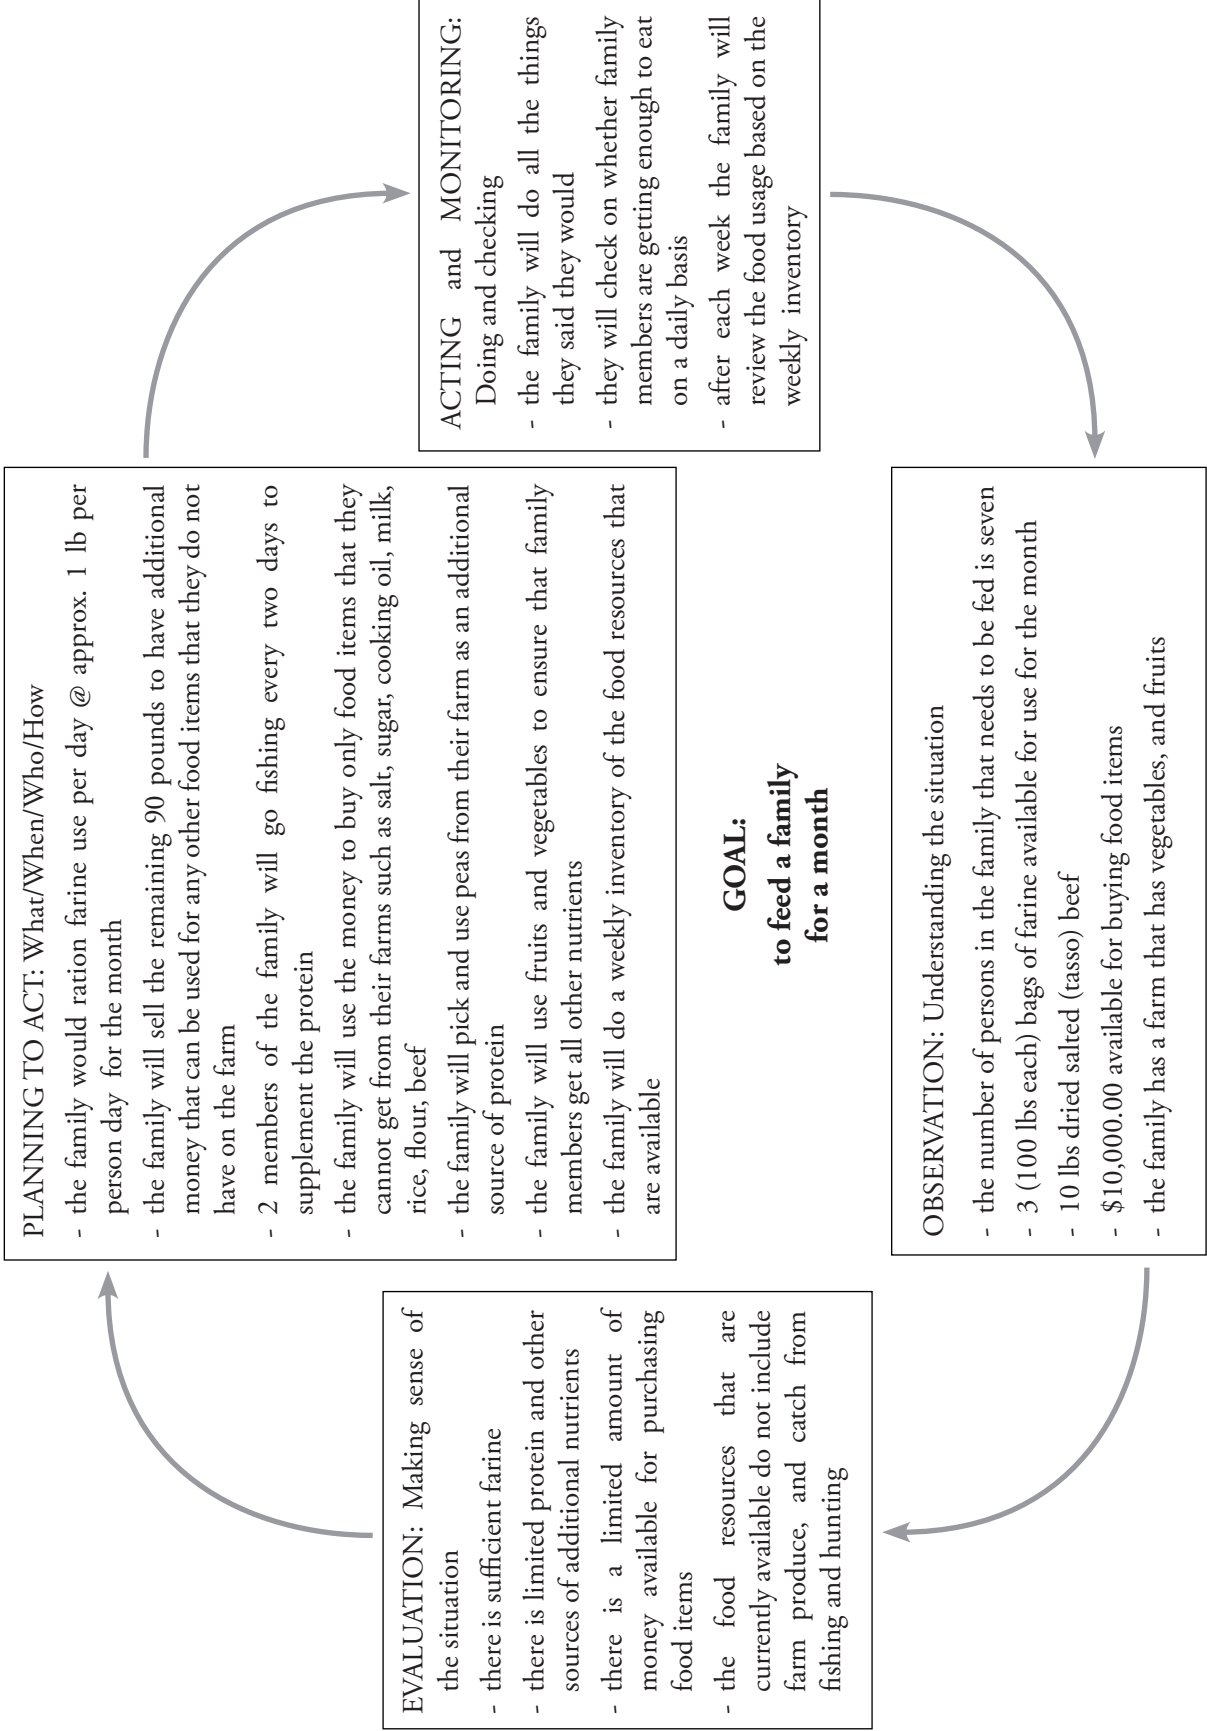 PLANNING TO ACT: What/When/Who/How
- the family would ration farine use per day @ approx. 1 lb per
person day for the month
- the family will sell the remaining 90 pounds to have additional
money that can be used for any other food items that they do not
have on the farm
- 2 members of the family will go fishing every two days to
supplement the protein
- the family will use the money to buy only food items that they
cannot get from their farms such as salt, sugar, cooking oil, milk,
rice, flour, beef
- the family will pick and use peas from their farm as an additional
source of protein
- the family will use fruits and vegetables to ensure that family
members get all other nutrients
- the family will do a weekly inventory of the food resources that
are available
ACTING and MONITORING:
Doing and checking
- the family will do all the things
they said they would
- they will check on whether family
members are getting enough to eat
on a daily basis
- after each week the family will
review the food usage based on the
weekly inventory
GOAL:
to feed a family
for a month
OBSERVATION: Understanding the situation
- the number of persons in the family that needs to be fed is seven
- 3 (100 lbs each) bags of farine available for use for the month
- 10 lbs dried salted (tasso) beef
- $10,000.00 available for buying food items
- the family has a farm that has vegetables, and fruits
EVALUATION: Making sense of
the situation
- there is sufficient farine
- there is limited protein and other
sources of additional nutrients
- there is a limited amount of
money available for purchasing
food items
- the food resources that are
currently available do not include
farm produce, and catch from
fishing and hunting